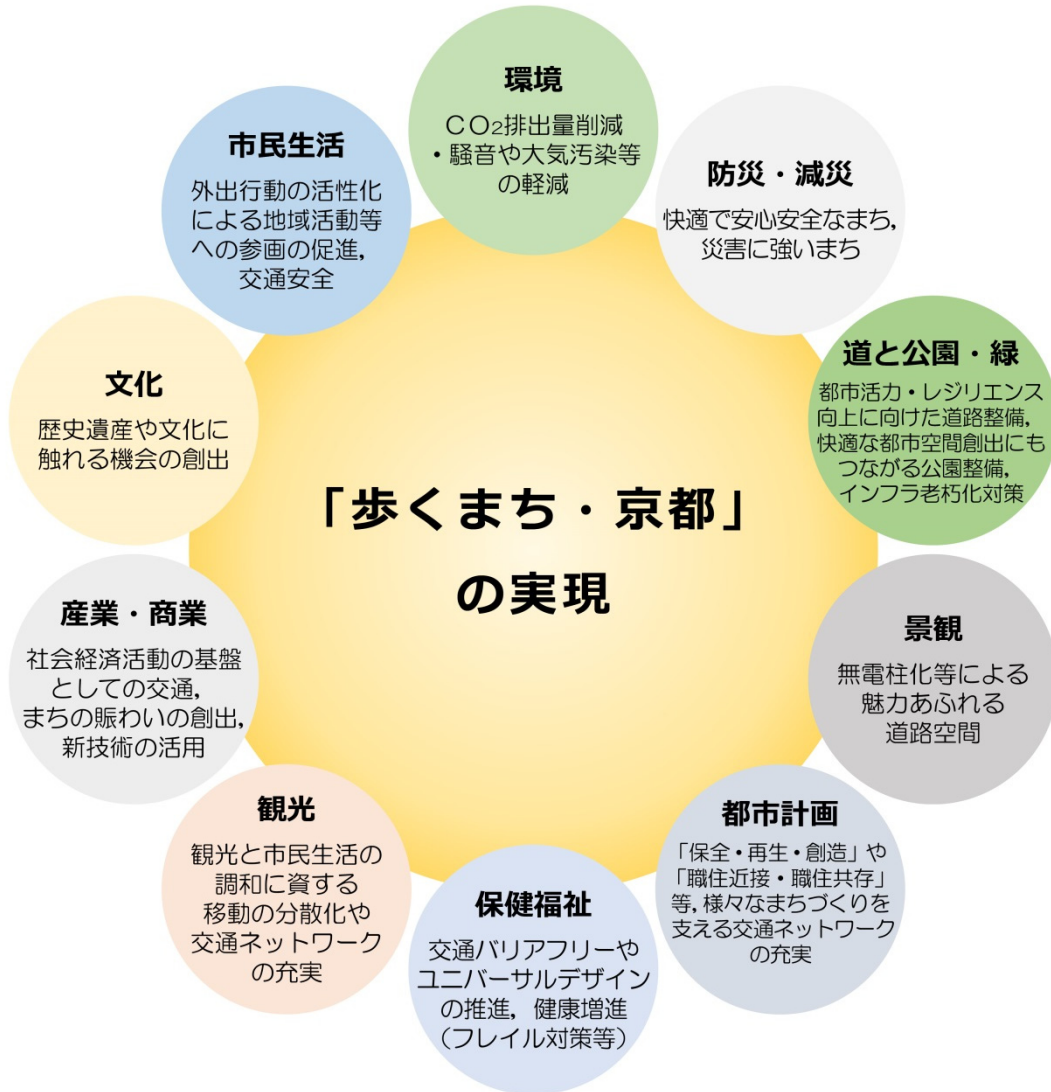 環境
CO2排出量削減
・騒音や大気汚染等
の軽減
防災・減災
快適で安心安全なまち，
災害に強いまち
道と公園・緑
都市活力・レジリエンス
向上に向けた道路整備，
快適な都市空間創出にも
つながる公園整備，
インフラ老朽化対策
景観
無電柱化等による
魅力あふれる
道路空間
都市計画
「保全・再生・創造」や
「職住近接・職住共存」
等，様々なまちづくりを
支える交通ネットワーク
の充実
保健福祉
交通バリアフリーや
ユニバーサルデザイン
の推進，健康増進
（フレイル対策等）
観光
観光と市民生活の
調和に資する
移動の分散化や
交通ネットワーク
の充実
産業・商業
社会経済活動の基盤
としての交通，
まちの賑わいの創出，
新技術の活用
文化
歴史遺産や文化に
触れる機会の創出
市民生活
外出行動の活性化
による地域活動等
への参画の促進，
交通安全
「歩くまち・京都」
の実現